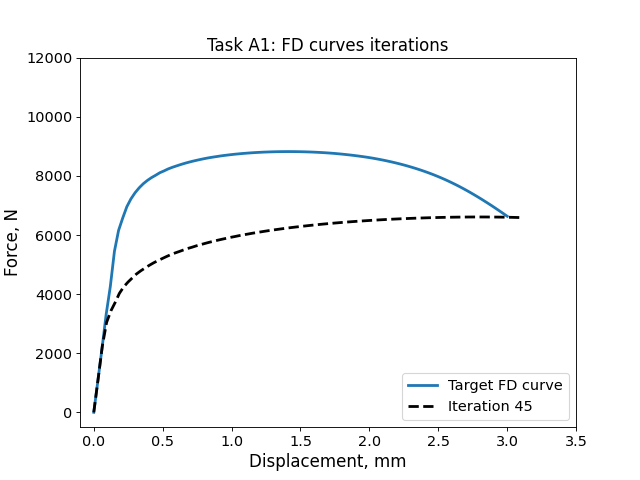 Task A1: FD curves iterations
12000
10000
8000
6000
4000
2000
0
Force, N
Target FD curve
Iteration 45
0.0 0.5 1.0 1.5 2.0 2.5 3.0 3.5
Displacement, mm